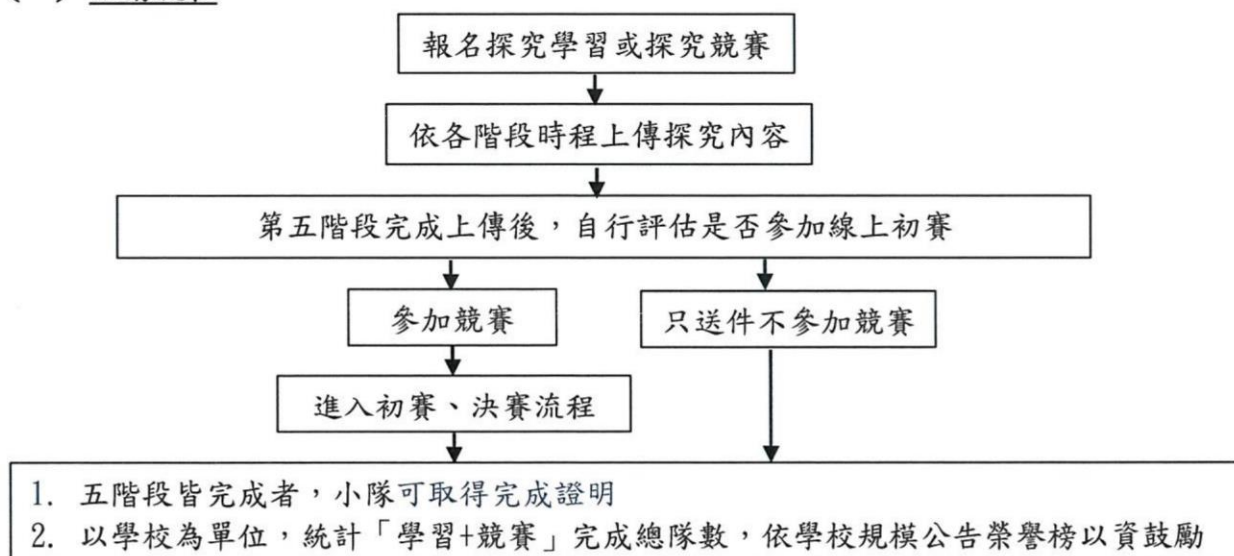 報名探究學習或探究競賽
依各階段時程上傳探究內容
第五階段完成上傳後，自行評估是否參加線上初賽
參加競賽
只送件不參加競賽
進入初賽、決賽流程
1. 五階段皆完成者，小隊可取得完成證明
2. 以學校為單位，統計「學習+競賽」完成總隊數，依學校規模公告榮譽榜以資鼓勵